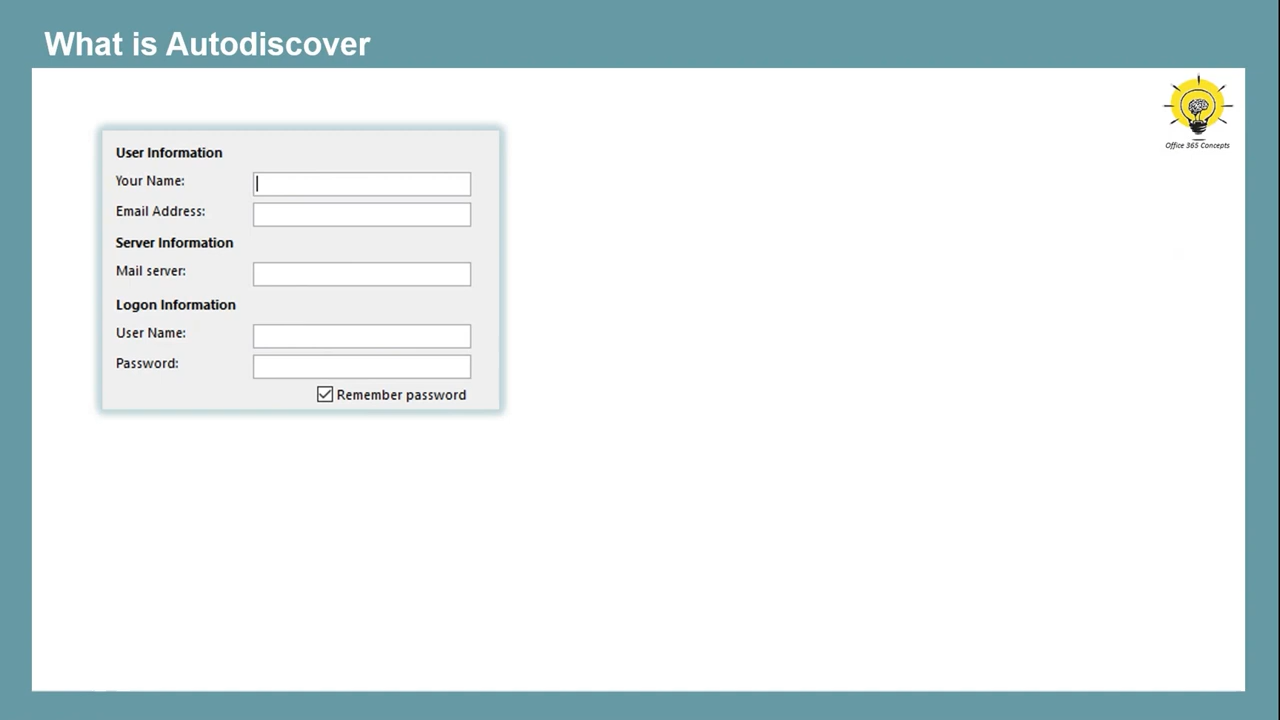 What is Autodiscover
Office 365 Concepts
User Information
Your Name:
Email Address:
Server Information
Mail server:
Logon Information
User Name:
Password:
Remember password